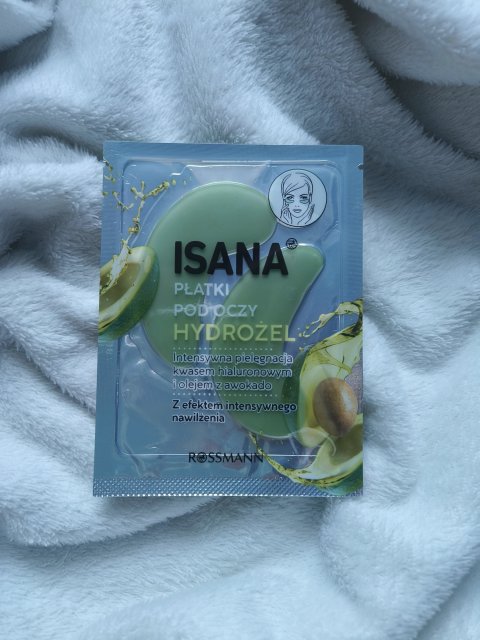 ISANA
PŁATKI
POD OCZY
HYDROŻEL
Intensywna pielęgnacja
kwasem hialuronowym
i olejem z awokado
Z efektem intensywnego
nawilżenia
ROSSMANN